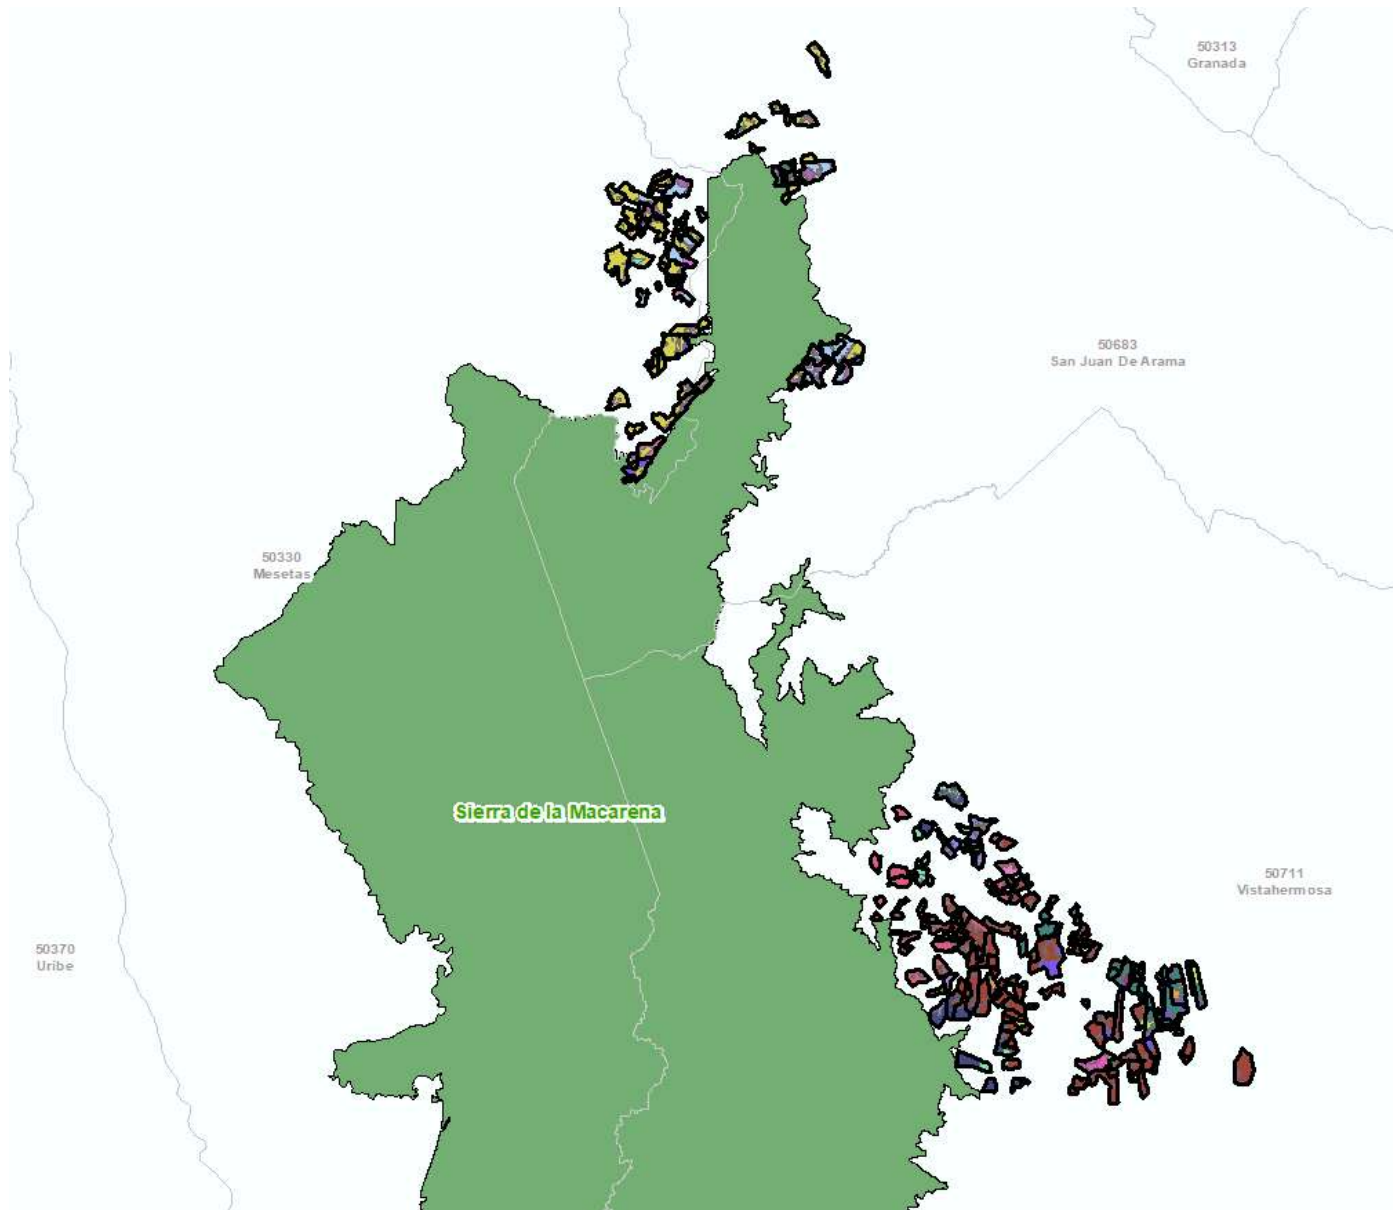 50313
Granada
50683
San Juan De Arama
50330
Mesetas
Sierra de la Macarena
50711
Vistahermosa
50370
Uribe